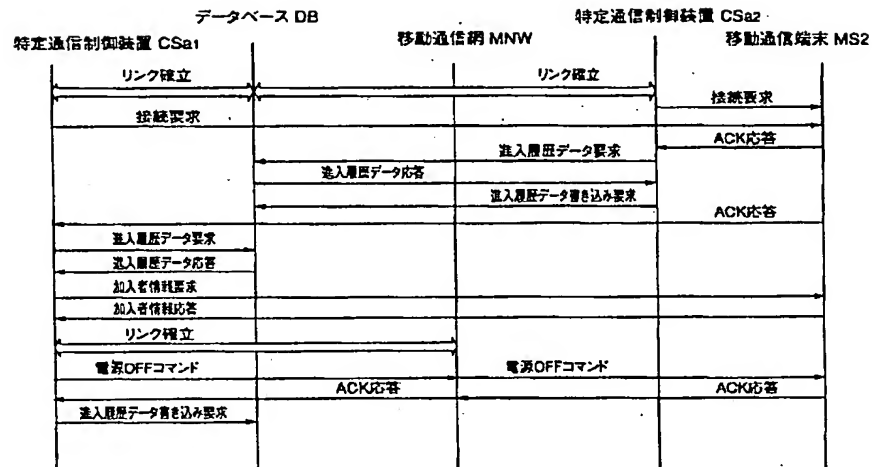 データベース DB
特定通信制御装置 CSa2
特定通信制御装置 CSa1
移動通信網 MNW
移動通信端末 MS2
リンク確立
リンク確立
接続要求
接続要求
ACK応答
進入履歴データ要求
進入履歴データ応答
進入履歴データ書き込み要求
ACK応答
進入履歴データ要求
進入履歴データ応答
加入者情報要求
加入者情報応答
リンク確立
電源OFFコマンド
電源OFFコマンド
ACK応答
ACK応答
進入履歴データ書き込み要求